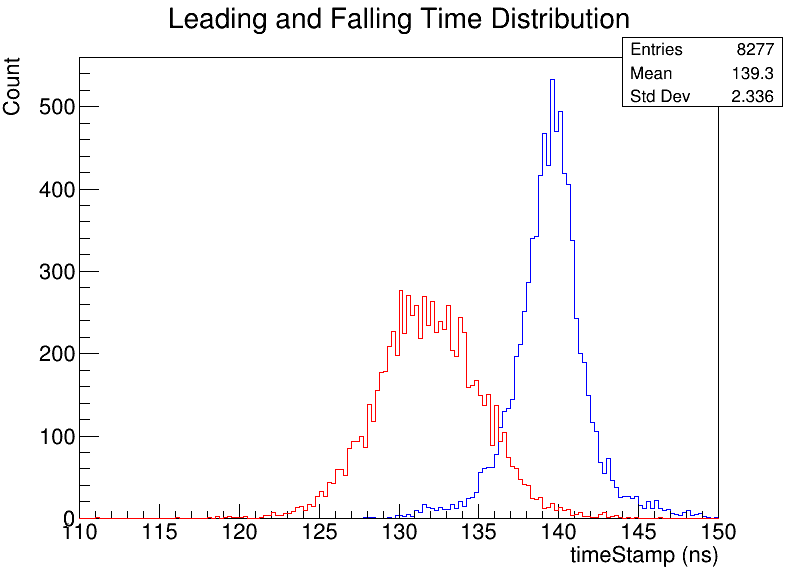 Leading and Falling Time Distribution
Entries 8277
Mean 139.3
Std Dev 2.336
Count
500
400
300
200
100
0
110 115 120 125 130 135 140 145 150
timeStamp (ns)